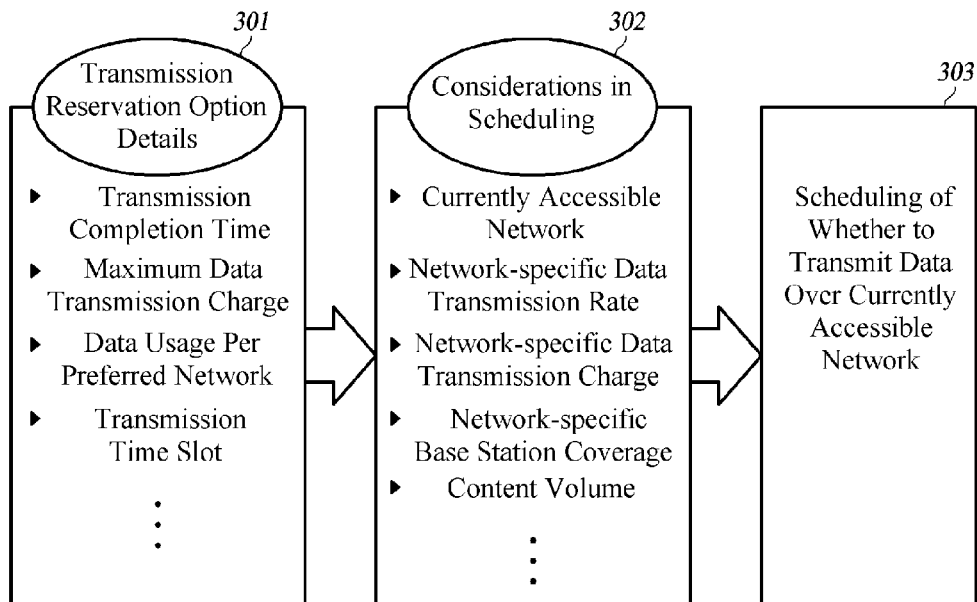 301
Transmission
Reservation Option
Details
Transmission
Completion Time
Maximum Data
Transmission Charge
Data Usage Per
Preferred Network
Transmission
Time Slot
302
Considerations in
Scheduling
Currently Accessible
Network
Network-specific Data
Transmission Rate
Network-specific Data
Transmission Charge
Network-specific
Base Station Coverage
Content Volume
303
Scheduling of
Whether to
Transmit Data
Over Currently
Accessible
Network